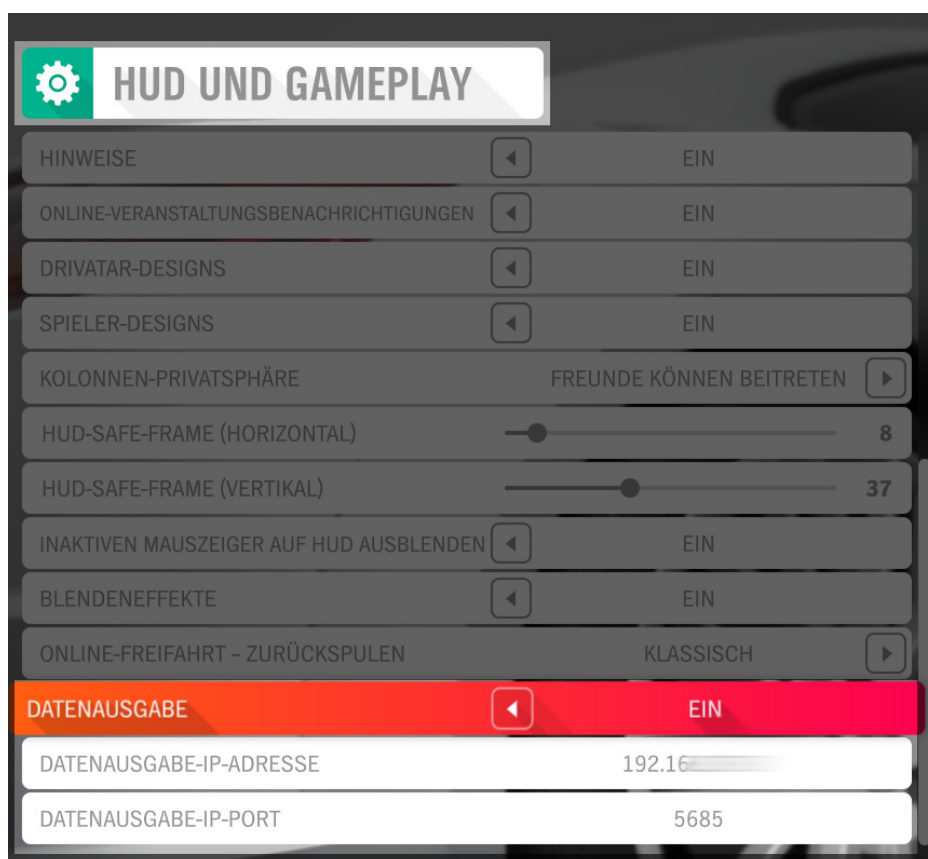 HUD UND GAMEPLAY
HINWEISE EIN
ONLINE-VERANSTALTUNGSBENACHRICHTIGUNGEN EIN
DRIVATAR-DESIGNS EIN
SPIELER-DESIGNS EIN
KOLONNEN-PRIVATSPHÄRE FREUNDE KÖNNEN BEITRETEN
HUD-SAFE-FRAME (HORIZONTAL) 8
HUD-SAFE-FRAME (VERTIKAL) 37
INAKTIVEN MAUSZEIGER AUF HUD AUSBLENDEN EIN
BLENDENEFFEKTE EIN
ONLINE-FREIFAHRT – ZURÜCKSPULEN KLASSISCH
DATENAUSGABE EIN
DATENAUSGABE-IP-ADRESSE 192.16
DATENAUSGABE-IP-PORT 5685